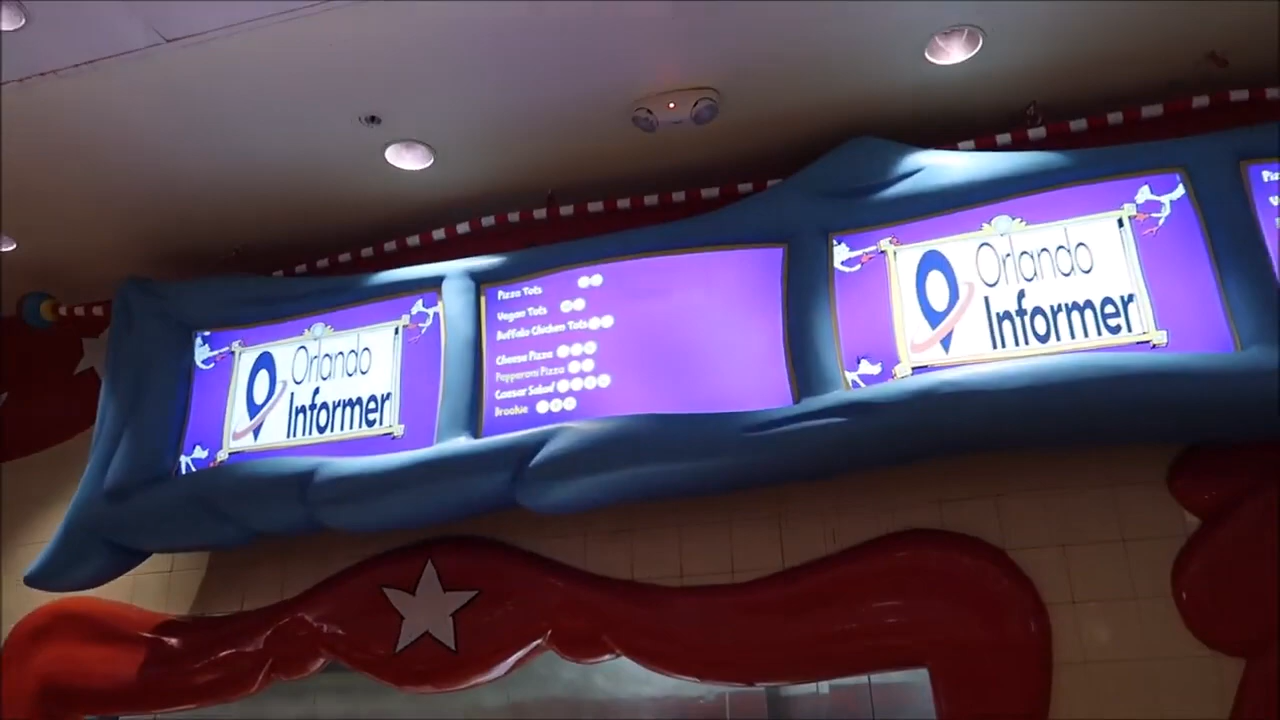 Orlando
Informer
Pizza Tots
Vegan Tots
Buffalo Chicken Tots
Cheese Pizza
Pepperoni Pizza
Caesar Salad
Brookie
Orlando
Informer